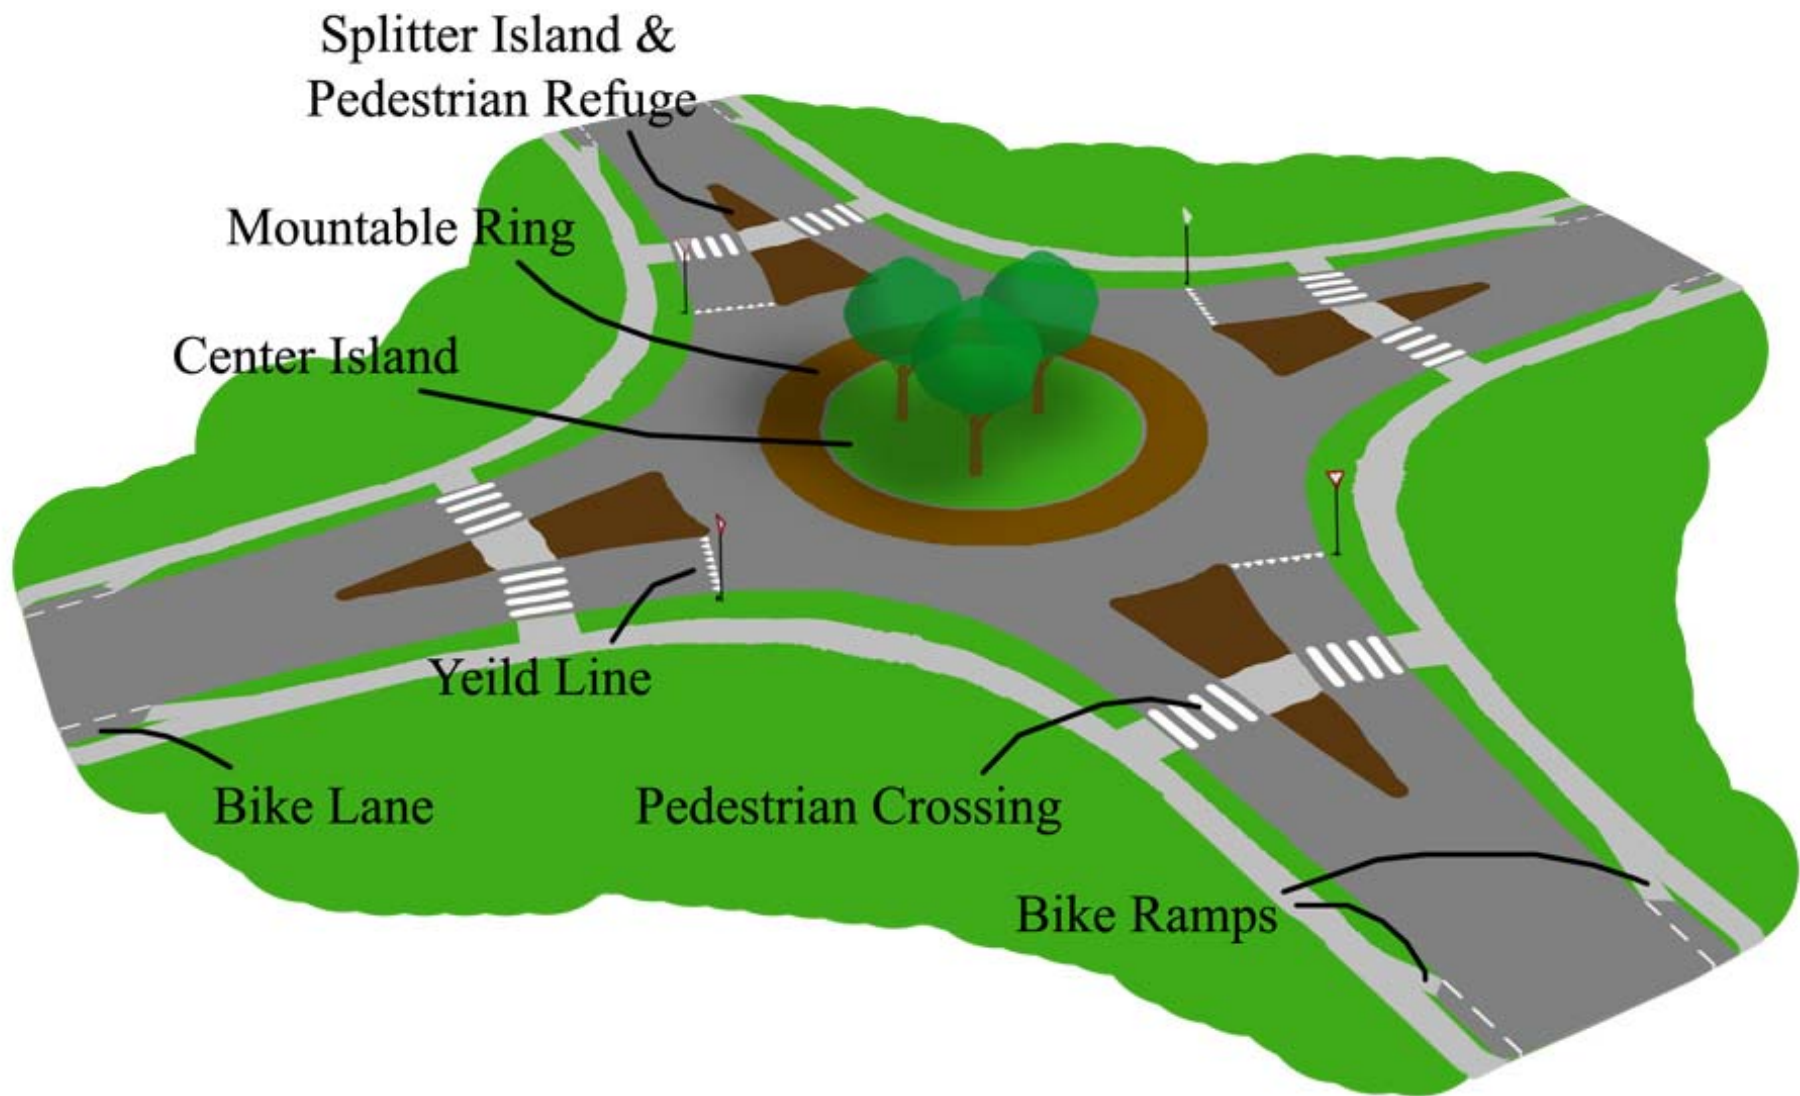 Splitter Island &
Pedestrian Refuge
Mountable Ring
Center Island
Yeild Line
Bike Lane
Pedestrian Crossing
Bike Ramps